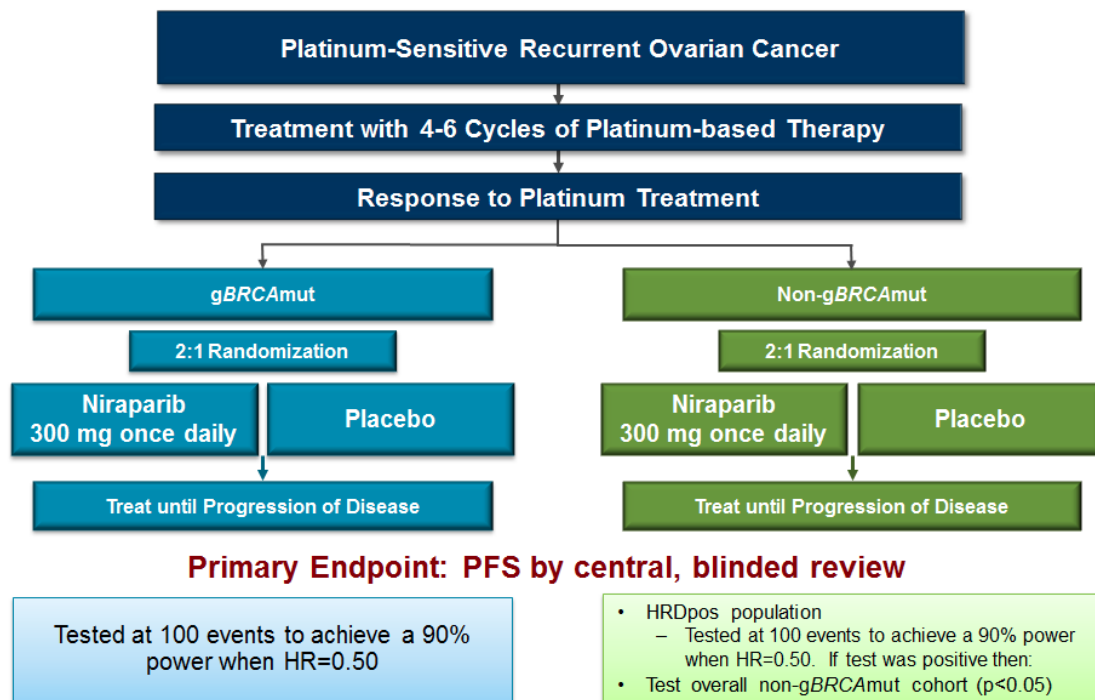 Platinum-Sensitive Recurrent Ovarian Cancer
Treatment with 4-6 Cycles of Platinum-based Therapy
Response to Platinum Treatment
gBRCAmut
2:1 Randomization
Niraparib
300 mg once daily
Placebo
Treat until Progression of Disease
Non-gBRCAmut
2:1 Randomization
Niraparib
300 mg once daily
Placebo
Treat until Progression of Disease
Primary Endpoint: PFS by central, blinded review
Tested at 100 events to achieve a 90%
power when HR=0.50
• HRDpos population
– Tested at 100 events to achieve a 90% power
when HR=0.50. If test was positive then:
• Test overall non-gBRCAmut cohort (p<0.05)